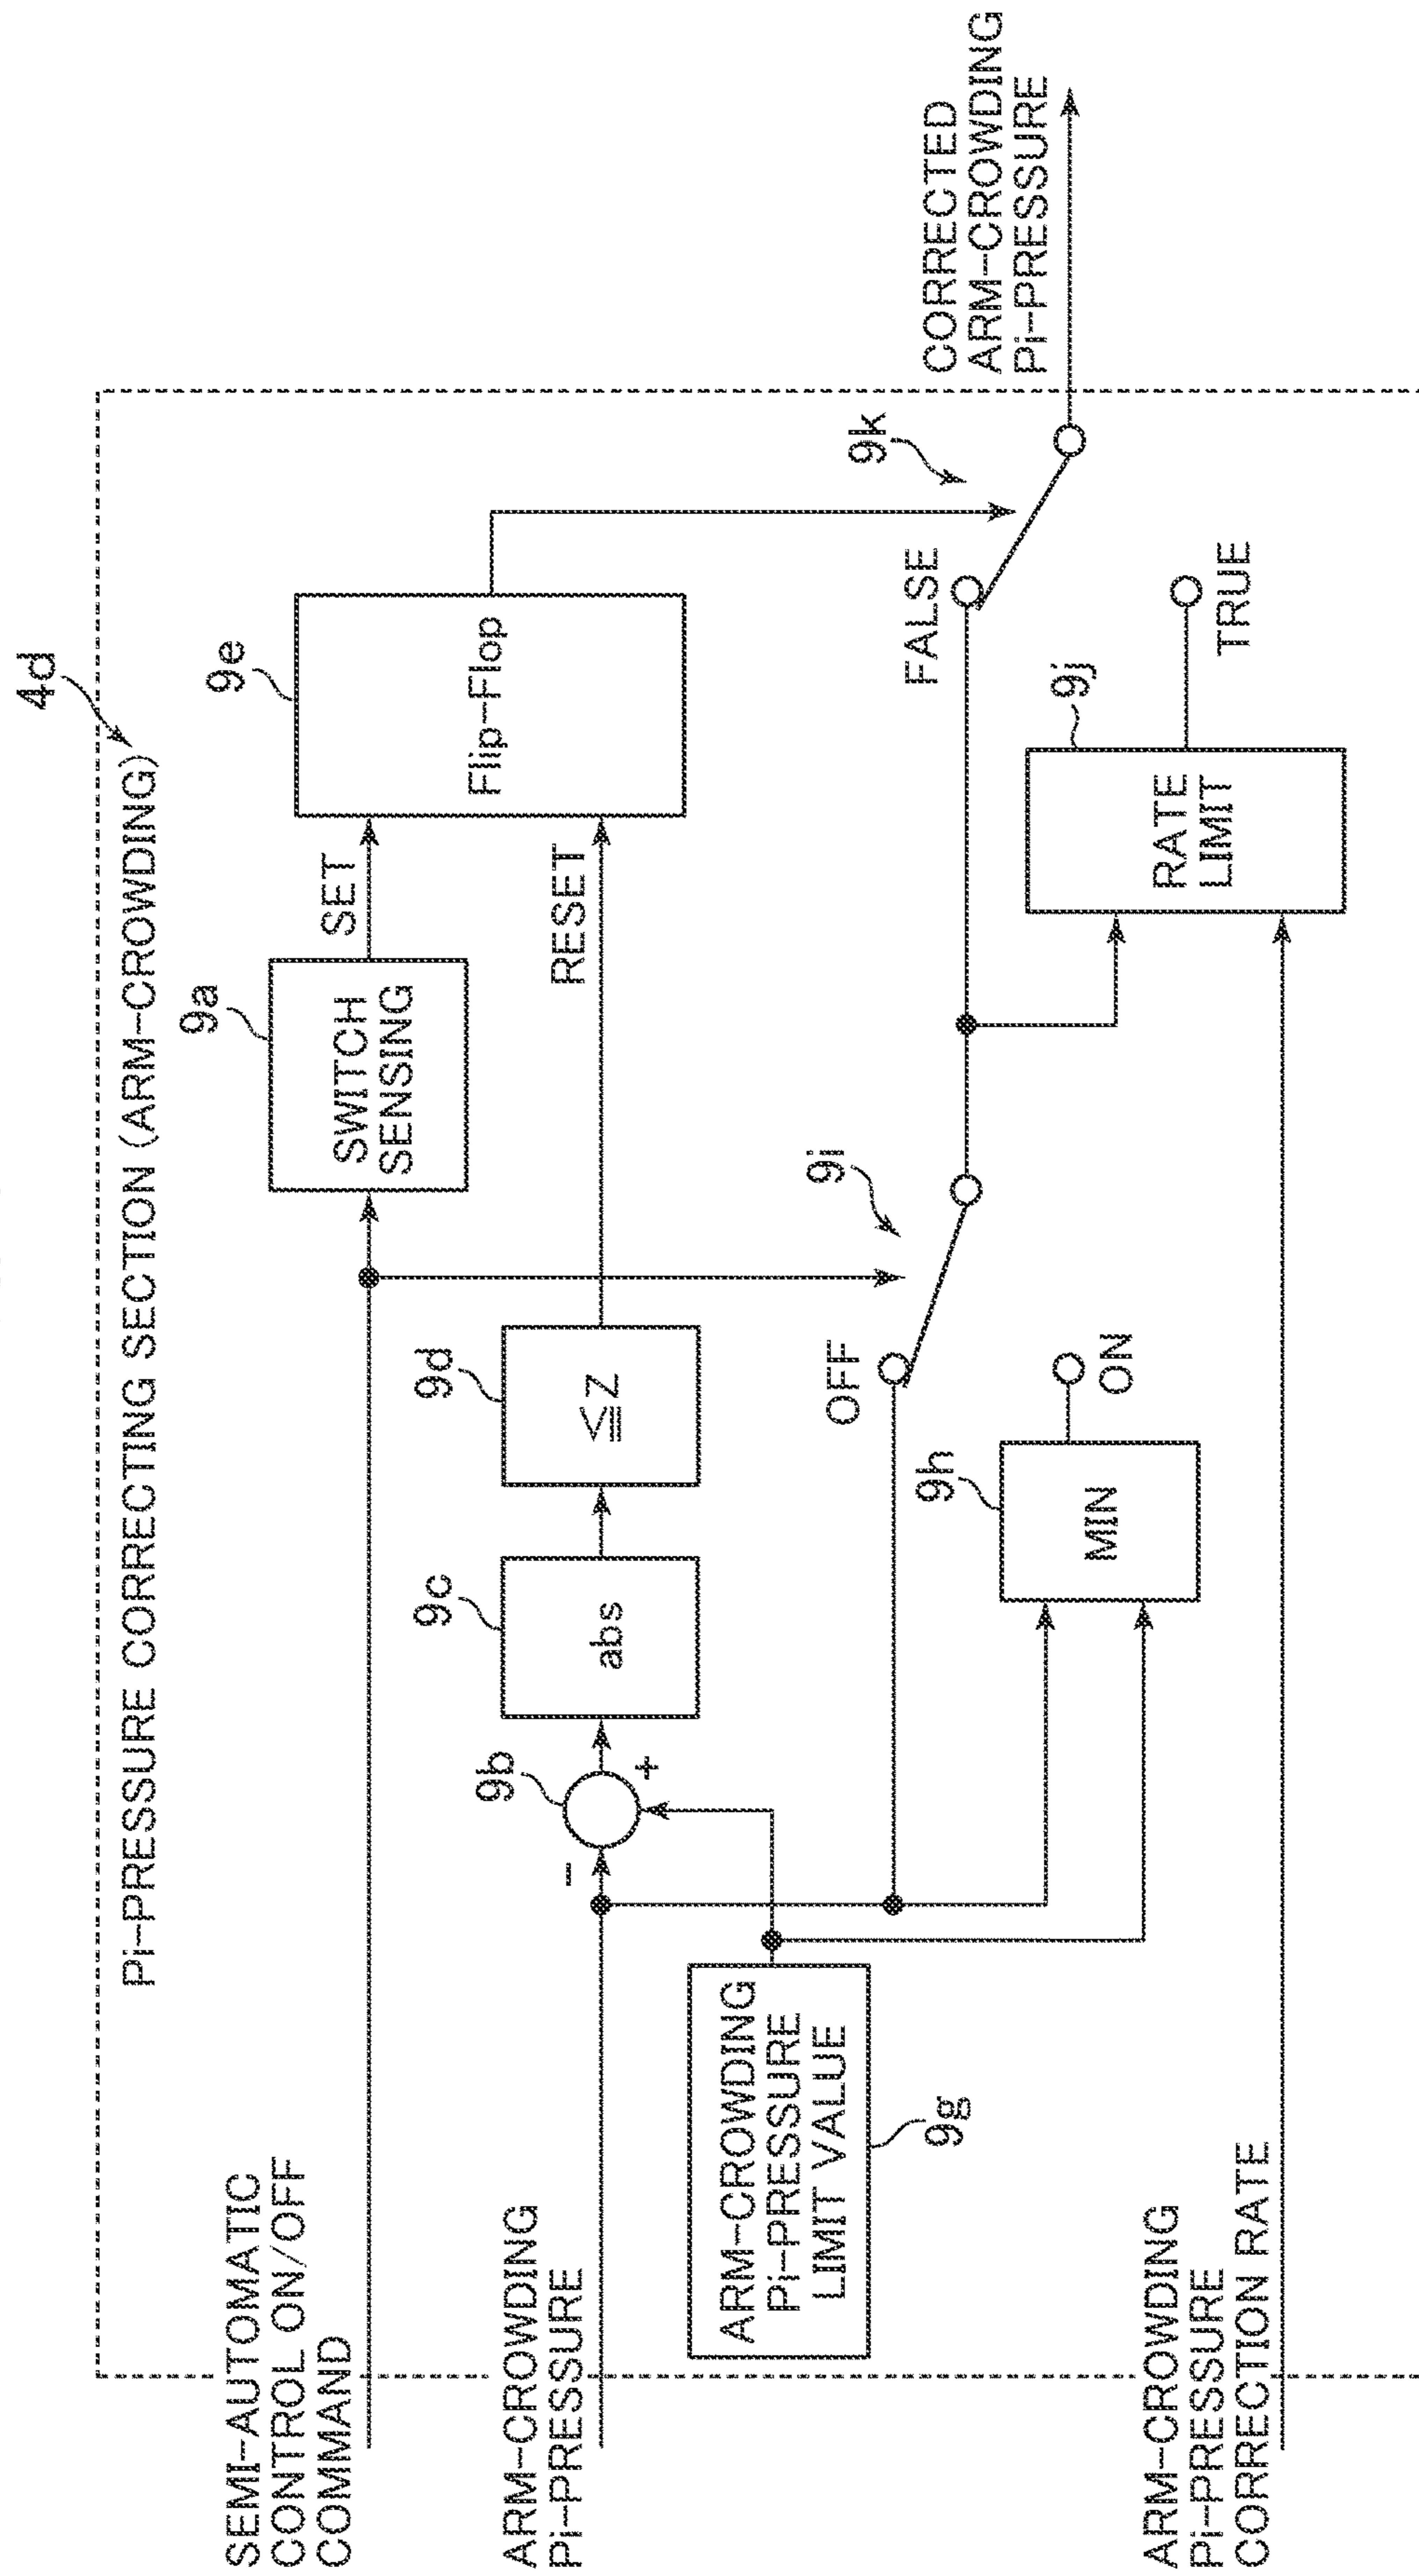 4d
Pi-PRESSURE CORRECTING SECTION (ARM-CROWDING)
SEMI-AUTOMATIC
CONTROL ON/OFF
COMMAND
9a
SWITCH
SENSING
SET
9e
Flip-Flop
RESET
ARM-CROWDING
Pi-PRESSURE
−
9b
+
9c
abs
9d
≦Z
ARM-CROWDING
Pi-PRESSURE
LIMIT VALUE
9g
OFF
9i
9h
MIN
ON
FALSE
9k
CORRECTED
ARM-CROWDING
Pi-PRESSURE
9j
RATE
LIMIT
TRUE
ARM-CROWDING
Pi-PRESSURE
CORRECTION RATE